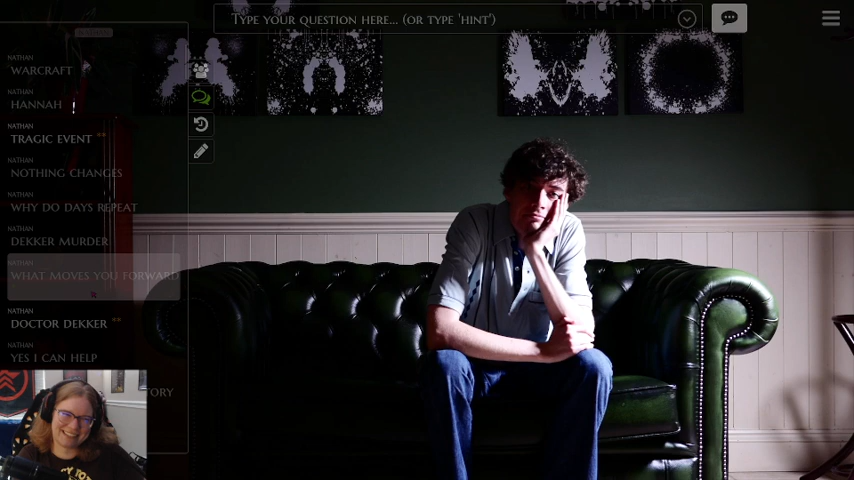 Type your question here... (or type 'hint')
NATHAN
WARCRAFT
NATHAN
HANNAH
NATHAN
TRAGIC EVENT
NATHAN
NOTHING CHANGES
NATHAN
WHY DO DAYS REPEAT
NATHAN
DEKKER MURDER
NATHAN
WHAT MOVES YOU FORWARD
NATHAN
DOCTOR DEKKER
NATHAN
YES I CAN HELP
ORY